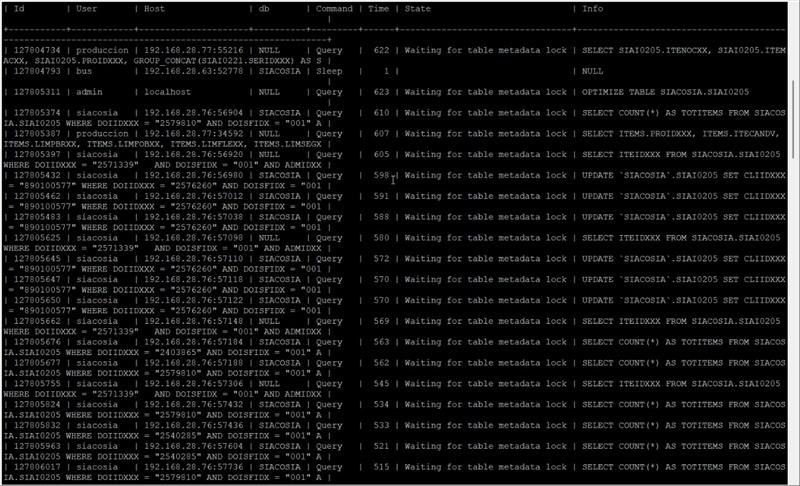 | Id | User | Host | db | Command | Time | State | Info
|
+-----------+------------+---------------------+----------+---------+------+---------------------------------+
----------------------------------------------------+
| 127804734 | produccion | 192.168.28.77:55216 | NULL | Query | 622 | Waiting for table metadata lock | SELECT SIAI0205.ITENOCXX, SIAI0205.ITEM
ACXX, SIAI0205.PROIDXXX, GROUP_CONCAT(SIAI0221.SERIDXXX) AS S |
| 127804793 | bus | 192.168.28.63:52778 | SIACOSIA | Sleep | 1 | | NULL
|
| 127805311 | admin | localhost | NULL | Query | 623 | Waiting for table metadata lock | OPTIMIZE TABLE SIACOSIA.SIAI0205
|
| 127805374 | siacosia | 192.168.28.76:56904 | SIACOSIA | Query | 610 | Waiting for table metadata lock | SELECT COUNT(*) AS TOTITEMS FROM SIACOS
IA.SIAI0205 WHERE DOIIDXXX = "2579810" AND DOISFIDX = "001" A |
| 127805387 | produccion | 192.168.28.77:34592 | NULL | Query | 607 | Waiting for table metadata lock | SELECT ITEMS.PROIDXXX, ITEMS.ITECANDV,
ITEMS.LIMPBRXX, ITEMS.LIMFOBXX, ITEMS.LIMFLEXX, ITEMS.LIMSEGX |
| 127805397 | siacosia | 192.168.28.76:56920 | NULL | Query | 605 | Waiting for table metadata lock | SELECT ITEIDXXX FROM SIACOSIA.SIAI0205
WHERE DOIIDXXX = "2571339" AND DOISFIDX = "001" AND ADMIDXX |
| 127805432 | siacosia | 192.168.28.76:56980 | SIACOSIA | Query | 598 | Waiting for table metadata lock | UPDATE `SIACOSIA`.SIAI0205 SET CLIIDXXX
= "890100577" WHERE DOIIDXXX = "2576260" AND DOISFIDX = "001 |
| 127805462 | siacosia | 192.168.28.76:57012 | SIACOSIA | Query | 591 | Waiting for table metadata lock | UPDATE `SIACOSIA`.SIAI0205 SET CLIIDXXX
= "890100577" WHERE DOIIDXXX = "2576260" AND DOISFIDX = "001 |
| 127805483 | siacosia | 192.168.28.76:57038 | SIACOSIA | Query | 588 | Waiting for table metadata lock | UPDATE `SIACOSIA`.SIAI0205 SET CLIIDXXX
= "890100577" WHERE DOIIDXXX = "2576260" AND DOISFIDX = "001 |
| 127805625 | siacosia | 192.168.28.76:57098 | NULL | Query | 580 | Waiting for table metadata lock | SELECT ITEIDXXX FROM SIACOSIA.SIAI0205
WHERE DOIIDXXX = "2571339" AND DOISFIDX = "001" AND ADMIDXX |
| 127805645 | siacosia | 192.168.28.76:57110 | SIACOSIA | Query | 572 | Waiting for table metadata lock | UPDATE `SIACOSIA`.SIAI0205 SET CLIIDXXX
= "890100577" WHERE DOIIDXXX = "2576260" AND DOISFIDX = "001 |
| 127805647 | siacosia | 192.168.28.76:57118 | SIACOSIA | Query | 570 | Waiting for table metadata lock | UPDATE `SIACOSIA`.SIAI0205 SET CLIIDXXX
= "890100577" WHERE DOIIDXXX = "2576260" AND DOISFIDX = "001 |
| 127805650 | siacosia | 192.168.28.76:57122 | SIACOSIA | Query | 570 | Waiting for table metadata lock | UPDATE `SIACOSIA`.SIAI0205 SET CLIIDXXX
= "890100577" WHERE DOIIDXXX = "2576260" AND DOISFIDX = "001 |
| 127805662 | siacosia | 192.168.28.76:57148 | NULL | Query | 569 | Waiting for table metadata lock | SELECT ITEIDXXX FROM SIACOSIA.SIAI0205
WHERE DOIIDXXX = "2571339" AND DOISFIDX = "001" AND ADMIDXX |
| 127805676 | siacosia | 192.168.28.76:57184 | SIACOSIA | Query | 563 | Waiting for table metadata lock | SELECT COUNT(*) AS TOTITEMS FROM SIACOS
IA.SIAI0205 WHERE DOIIDXXX = "2403865" AND DOISFIDX = "001" A |
| 127805677 | siacosia | 192.168.28.76:57188 | SIACOSIA | Query | 562 | Waiting for table metadata lock | SELECT COUNT(*) AS TOTITEMS FROM SIACOS
IA.SIAI0205 WHERE DOIIDXXX = "2579810" AND DOISFIDX = "001" A |
| 127805755 | siacosia | 192.168.28.76:57306 | NULL | Query | 545 | Waiting for table metadata lock | SELECT ITEIDXXX FROM SIACOSIA.SIAI0205
WHERE DOIIDXXX = "2571339" AND DOISFIDX = "001" AND ADMIDXX |
| 127805824 | siacosia | 192.168.28.76:57432 | SIACOSIA | Query | 534 | Waiting for table metadata lock | SELECT COUNT(*) AS TOTITEMS FROM SIACOS
IA.SIAI0205 WHERE DOIIDXXX = "2579810" AND DOISFIDX = "001" A |
| 127805832 | siacosia | 192.168.28.76:57436 | SIACOSIA | Query | 533 | Waiting for table metadata lock | SELECT COUNT(*) AS TOTITEMS FROM SIACOS
IA.SIAI0205 WHERE DOIIDXXX = "2540285" AND DOISFIDX = "001" A |
| 127805963 | siacosia | 192.168.28.76:57604 | SIACOSIA | Query | 521 | Waiting for table metadata lock | SELECT COUNT(*) AS TOTITEMS FROM SIACOS
IA.SIAI0205 WHERE DOIIDXXX = "2540285" AND DOISFIDX = "001" A |
| 127806017 | siacosia | 192.168.28.76:57736 | SIACOSIA | Query | 515 | Waiting for table metadata lock | SELECT COUNT(*) AS TOTITEMS FROM SIACOS
IA.SIAI0205 WHERE DOIIDXXX = "2579810" AND DOISFIDX = "001" A |